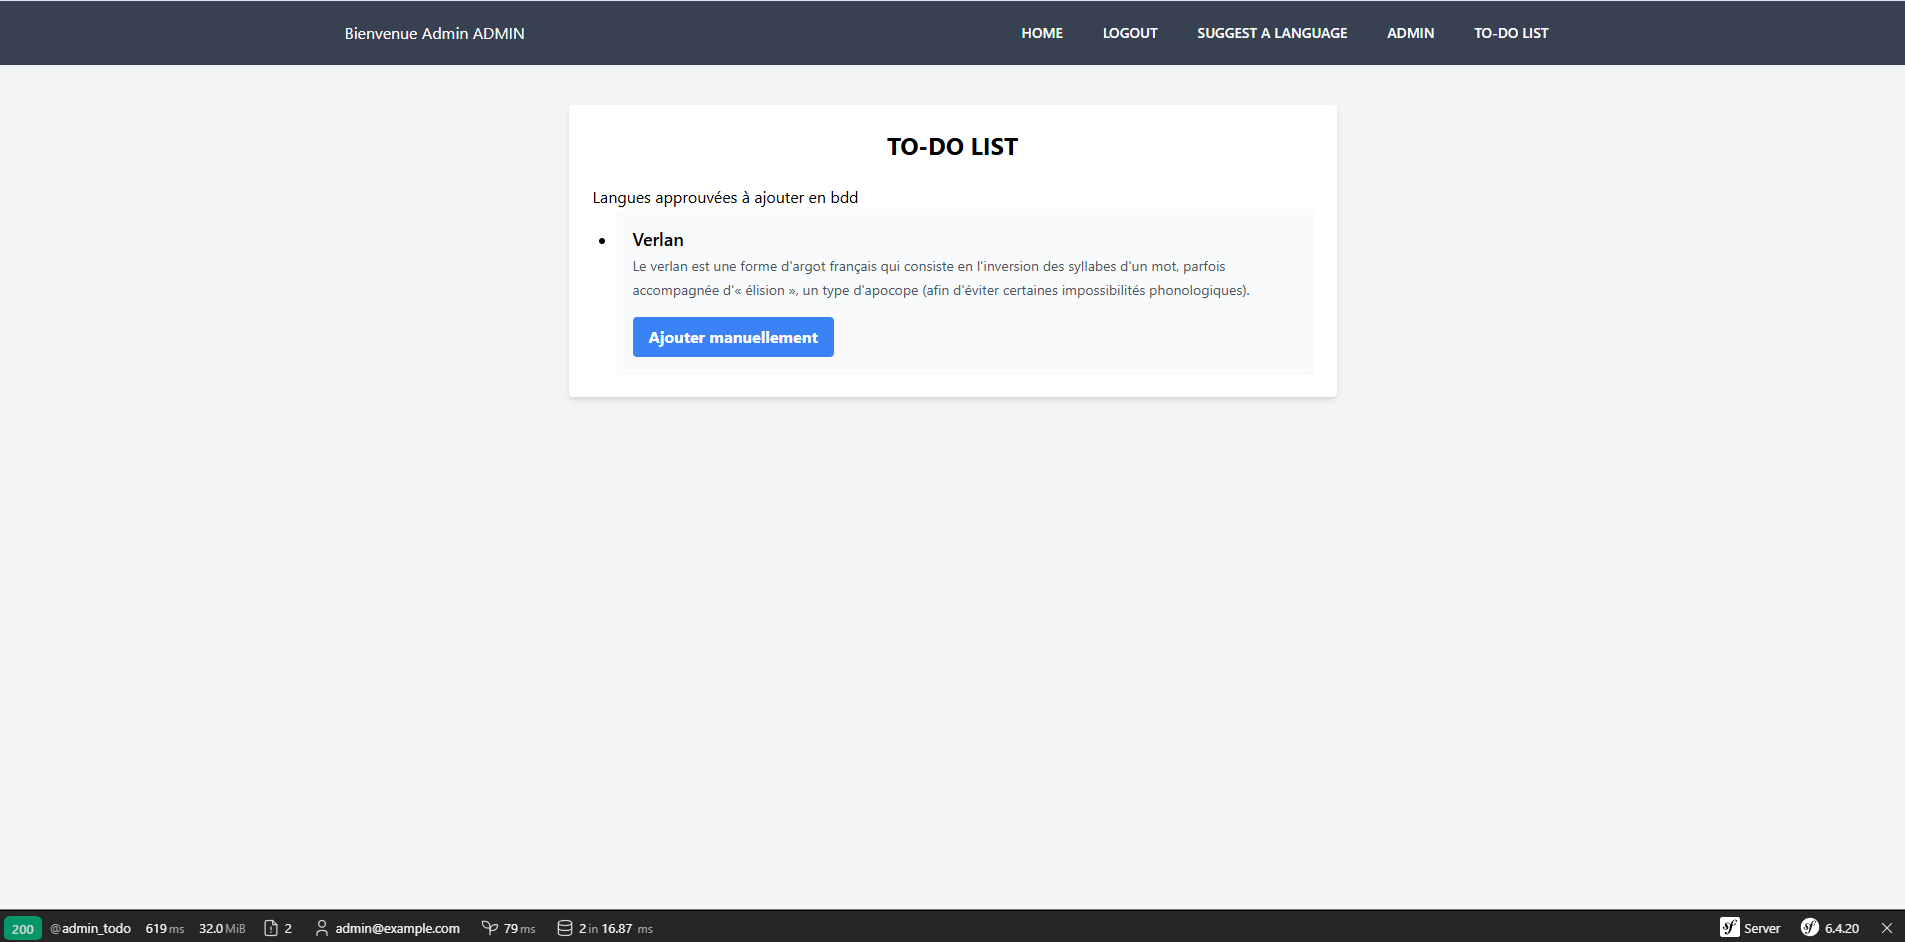 Bienvenue Admin ADMIN
HOME LOGOUT SUGGEST A LANGUAGE ADMIN TO-DO LIST
TO-DO LIST
Langues approuvées à ajouter en bdd
• Verlan
Le verlan est une forme d'argot français qui consiste en l'inversion des syllabes d'un mot, parfois
accompagnée d'« élision », un type d'apocope (afin d'éviter certaines impossibilités phonologiques).
Ajouter manuellement
200 @admin_todo 619 ms 32.0 MiB 2 admin@example.com 79 ms 2 in 16.87 ms sf Server sf 6.4.20